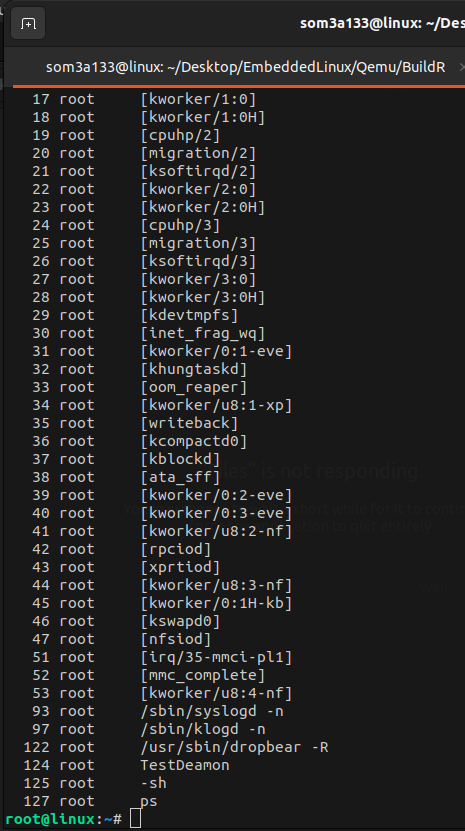 som3a133@linux: ~/Des
som3a133@linux: ~/Desktop/EmbeddedLinux/Qemu/BuildR
17 root [kworker/1:0]
18 root [kworker/1:0H]
19 root [cpuhp/2]
20 root [migration/2]
21 root [ksoftirqd/2]
22 root [kworker/2:0]
23 root [kworker/2:0H]
24 root [cpuhp/3]
25 root [migration/3]
26 root [ksoftirqd/3]
27 root [kworker/3:0]
28 root [kworker/3:0H]
29 root [kdevtmpfs]
30 root [inet_frag_wq]
31 root [kworker/0:1-eve]
32 root [khungtaskd]
33 root [oom_reaper]
34 root [kworker/u8:1-xp]
35 root [writeback]
36 root [kcompactd0]
37 root [kblockd]
38 root [ata_sff]
39 root [kworker/0:2-eve]
40 root [kworker/0:3-eve]
41 root [kworker/u8:2-nf]
42 root [rpciod]
43 root [xprtiod]
44 root [kworker/u8:3-nf]
45 root [kworker/0:1H-kb]
46 root [kswapd0]
47 root [nfsiod]
51 root [irq/35-mmci-pl1]
52 root [mmc_complete]
53 root [kworker/u8:4-nf]
93 root /sbin/syslogd -n
97 root /sbin/klogd -n
122 root /usr/sbin/dropbear -R
124 root TestDeamon
125 root -sh
127 root ps
root@linux:~#
is not responding.